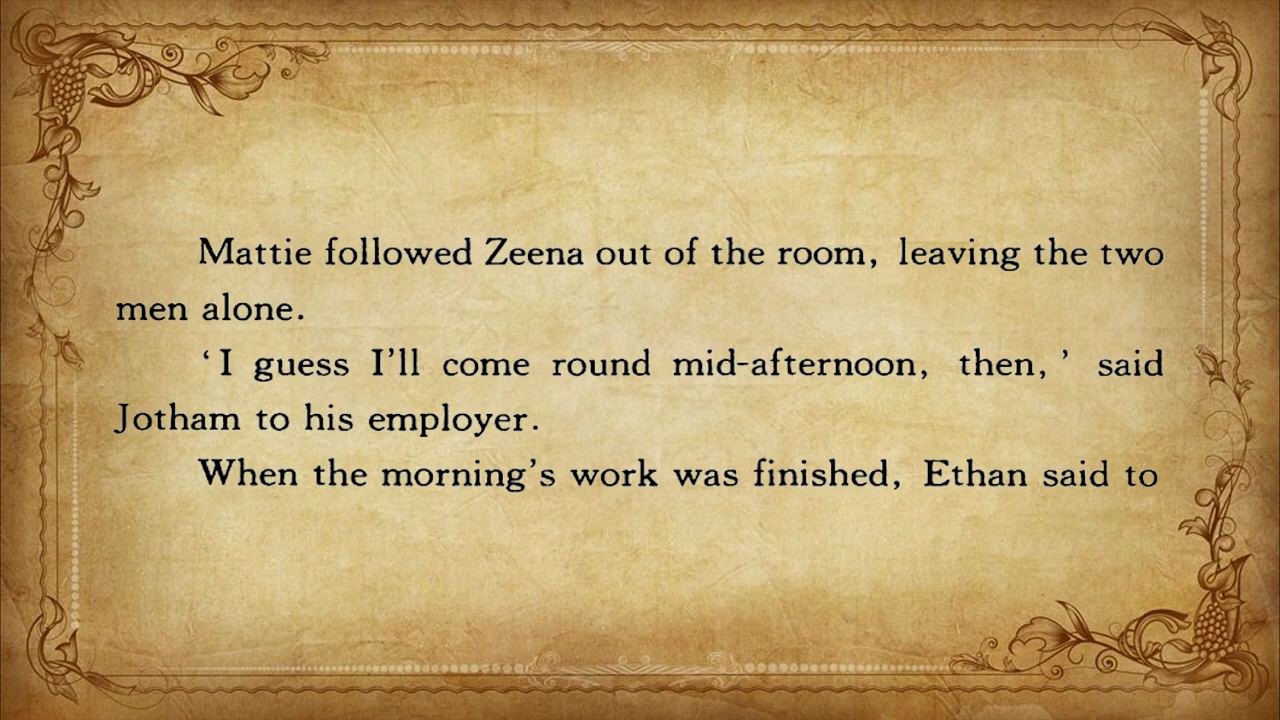 Mattie followed Zeena out of the room, leaving the two
men alone.
‘I guess I’ll come round mid-afternoon, then,’ said
Jotham to his employer.
When the morning’s work was finished, Ethan said to